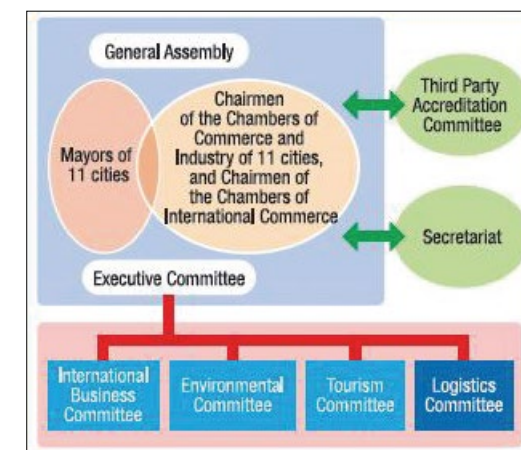 General Assembly
Mayors of
11 cities
Chairmen
of the Chambers of
Commerce and
Industry of 11 cities,
and Chairmen of
the Chambers of
International Commerce
Third Party
Accreditation
Committee
Secretariat
Executive Committee
International
Business
Committee
Environmental
Committee
Tourism
Committee
Logistics
Committee